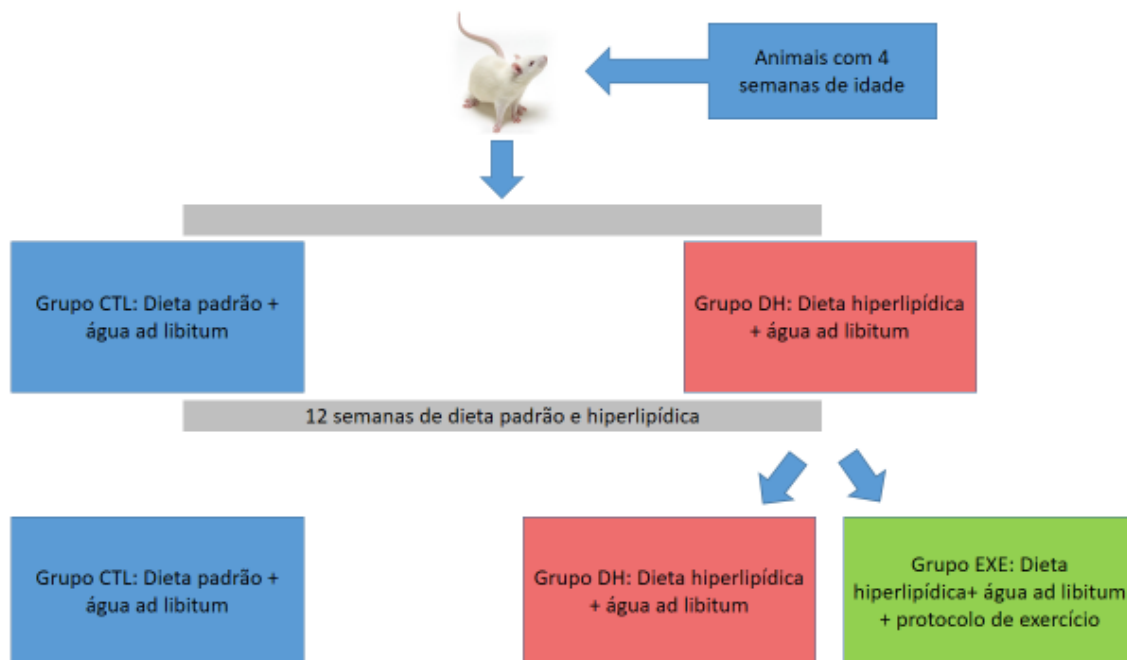 Animais com 4
semanas de idade
Grupo CTL: Dieta padrão +
água ad libitum
Grupo DH: Dieta hiperlipídica
+ água ad libitum
12 semanas de dieta padrão e hiperlipídica
Grupo CTL: Dieta padrão +
água ad libitum
Grupo DH: Dieta hiperlipídica
+ água ad libitum
Grupo EXE: Dieta
hiperlipídica+ água ad libitum
+ protocolo de exercício